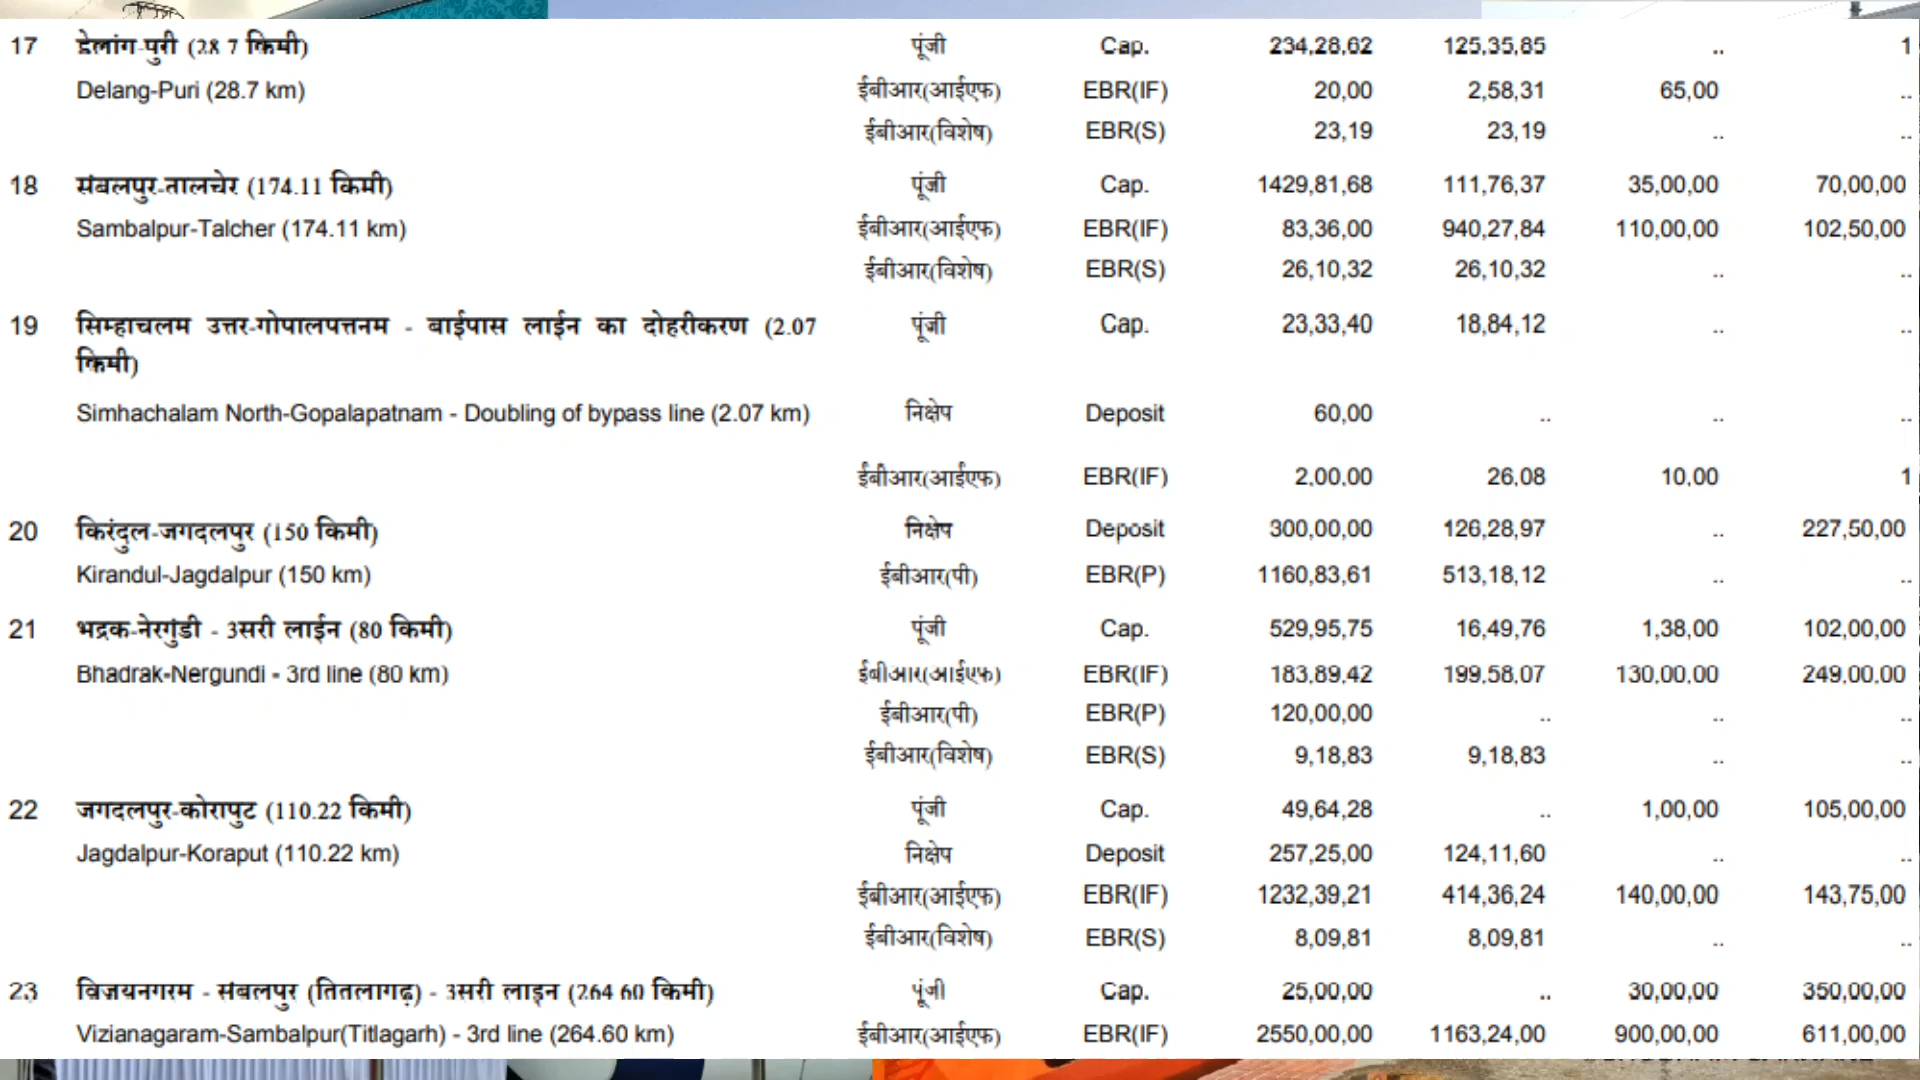 17 डेलांग-पुरी (28.7 किमी) पूंजी Cap. 234,28,62 125,35,85 .. 1
Delang-Puri (28.7 km) ईबीआर(आईएफ) EBR(IF) 20,00 2,58,31 65,00 ..
ईबीआर(विशेष) EBR(S) 23,19 23,19 .. ..
18 संबलपुर-तालचेर (174.11 किमी) पूंजी Cap. 1429,81,68 111,76,37 35,00,00 70,00,00
Sambalpur-Talcher (174.11 km) ईबीआर(आईएफ) EBR(IF) 83,36,00 940,27,84 110,00,00 102,50,00
ईबीआर(विशेष) EBR(S) 26,10,32 26,10,32 .. ..
19 सिम्हाचलम उत्तर-गोपालपत्तनम - बाईपास लाईन का दोहरीकरण (2.07 पूंजी Cap. 23,33,40 18,84,12 .. ..
किमी)
Simhachalam North-Gopalapatnam - Doubling of bypass line (2.07 km) निक्षेप Deposit 60,00 .. .. ..
ईबीआर(आईएफ) EBR(IF) 2,00,00 26,08 10,00 1
20 किरंदुल-जगदलपुर (150 किमी) निक्षेप Deposit 300,00,00 126,28,97 .. 227,50,00
Kirandul-Jagdalpur (150 km) ईबीआर(पी) EBR(P) 1160,83,61 513,18,12 .. ..
21 भद्रक-नेरगुंडी - 3सरी लाईन (80 किमी) पूंजी Cap. 529,95,75 16,49,76 1,38,00 102,00,00
Bhadrak-Nergundi - 3rd line (80 km) ईबीआर(आईएफ) EBR(IF) 183,89,42 199,58,07 130,00,00 249,00,00
ईबीआर(पी) EBR(P) 120,00,00 .. .. ..
ईबीआर(विशेष) EBR(S) 9,18,83 9,18,83 .. ..
22 जगदलपुर-कोरापुट (110.22 किमी) पूंजी Cap. 49,64,28 .. 1,00,00 105,00,00
Jagdalpur-Koraput (110.22 km) निक्षेप Deposit 257,25,00 124,11,60 .. ..
ईबीआर(आईएफ) EBR(IF) 1232,39,21 414,36,24 140,00,00 143,75,00
ईबीआर(विशेष) EBR(S) 8,09,81 8,09,81 .. ..
23 विजयनगरम - संबलपुर (तितलागढ़) - 3सरी लाइन (264.60 किमी) पूंजी Cap. 25,00,00 .. 30,00,00 350,00,00
Vizianagaram-Sambalpur(Titlagarh) - 3rd line (264.60 km) ईबीआर(आईएफ) EBR(IF) 2550,00,00 1163,24,00 900,00,00 611,00,00